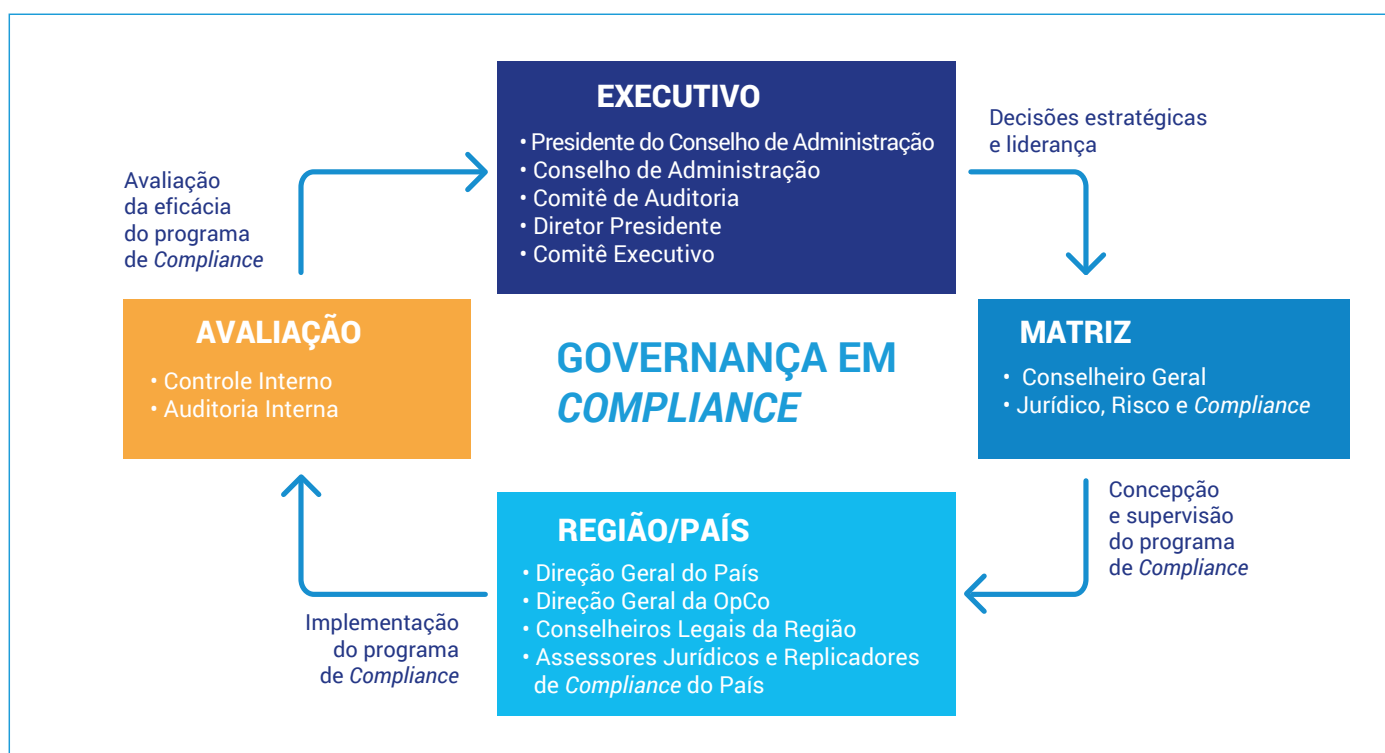 EXECUTIVO
• Presidente do Conselho de Administração
• Conselho de Administração
• Comitê de Auditoria
• Diretor Presidente
• Comitê Executivo
Decisões estratégicas
e liderança
Avaliação
da eficácia
do programa
de Compliance
AVALIAÇÃO
• Controle Interno
• Auditoria Interna
GOVERNANÇA EM
COMPLIANCE
MATRIZ
• Conselheiro Geral
• Jurídico, Risco e Compliance
Concepção
e supervisão
do programa
de Compliance
REGIÃO/PAÍS
• Direção Geral do País
• Direção Geral da OpCo
• Conselheiros Legais da Região
• Assessores Jurídicos e Replicadores
de Compliance do País
Implementação
do programa
de Compliance